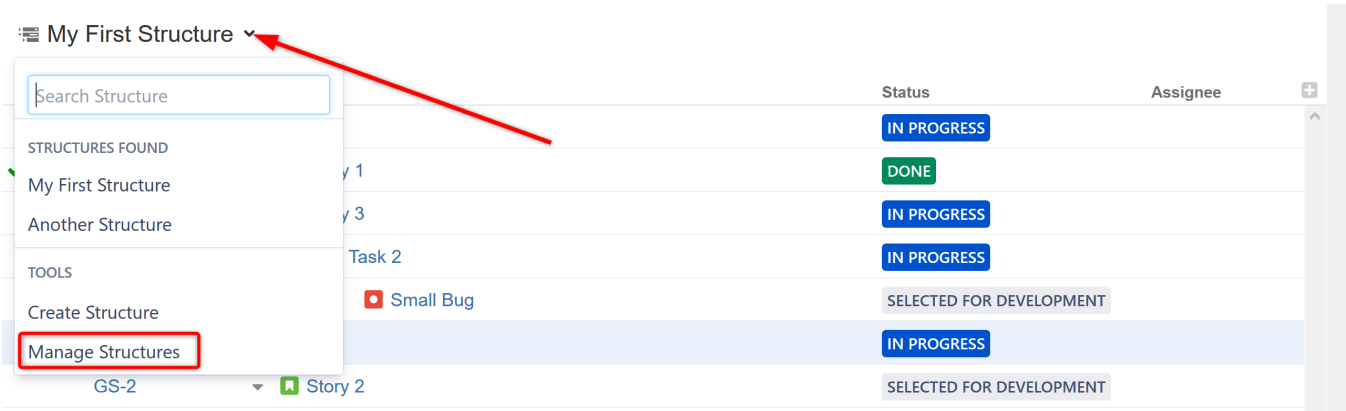 My First Structure
Search Structure
Status Assignee
IN PROGRESS
STRUCTURES FOUND
y 1 DONE
My First Structure
y 3 IN PROGRESS
Another Structure
Task 2 IN PROGRESS
TOOLS
Small Bug SELECTED FOR DEVELOPMENT
Create Structure
IN PROGRESS
Manage Structures
GS-2 Story 2 SELECTED FOR DEVELOPMENT